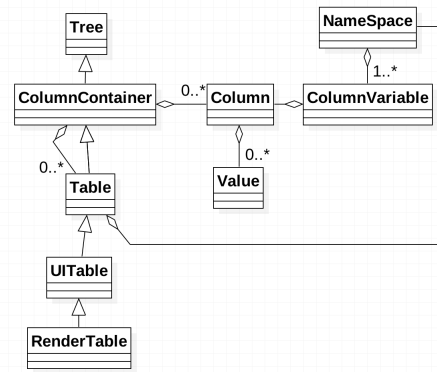 NameSpace
Tree
1..*
0..*
ColumnContainer
Column
ColumnVariable
0..*
0..*
Table
Value
UITable
RenderTable